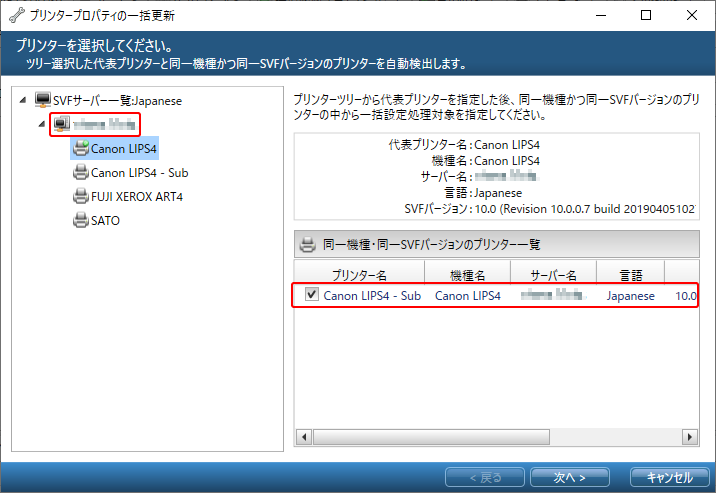 プリンタープロパティの一括更新
プリンターを選択してください。
ツリー選択した代表プリンターと同一機種かつ同一SVFバージョンのプリンターを自動検出します。
SVFサーバー一覧:Japanese
Canon LIPS4
Canon LIPS4 - Sub
FUJI XEROX ART4
SATO
プリンターツリーから代表プリンターを指定した後、同一機種かつ同一SVFバージョンのプリ
ンターの中から一括設定処理対象を指定してください。
代表プリンター名 : Canon LIPS4
機種名 : Canon LIPS4
サーバー名 :
言語 : Japanese
SVFバージョン : 10.0 (Revision 10.0.0.7 build 20190405102
同一機種・同一SVFバージョンのプリンター一覧
プリンター名 機種名 サーバー名 言語
Canon LIPS4 - Sub Canon LIPS4 Japanese 10.0
< 戻る 次へ > キャンセル